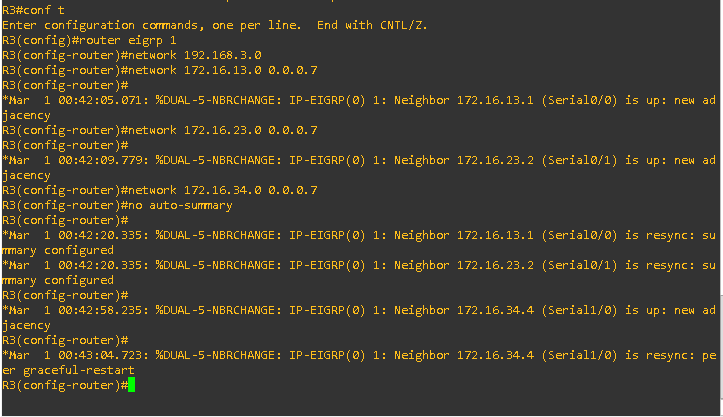 R3#conf t
Enter configuration commands, one per line.  End with CNTL/Z.
R3(config)#router eigrp 1
R3(config-router)#network 192.168.3.0
R3(config-router)#network 172.16.13.0 0.0.0.7
R3(config-router)#
*Mar  1 00:42:05.071: %DUAL-5-NBRCHANGE: IP-EIGRP(0) 1: Neighbor 172.16.13.1 (Serial0/0) is up: new ad
jacency
R3(config-router)#network 172.16.23.0 0.0.0.7
R3(config-router)#
*Mar  1 00:42:09.779: %DUAL-5-NBRCHANGE: IP-EIGRP(0) 1: Neighbor 172.16.23.2 (Serial0/1) is up: new ad
jacency
R3(config-router)#network 172.16.34.0 0.0.0.7
R3(config-router)#no auto-summary
R3(config-router)#
*Mar  1 00:42:20.335: %DUAL-5-NBRCHANGE: IP-EIGRP(0) 1: Neighbor 172.16.13.1 (Serial0/0) is resync: su
mmary configured
*Mar  1 00:42:20.335: %DUAL-5-NBRCHANGE: IP-EIGRP(0) 1: Neighbor 172.16.23.2 (Serial0/1) is resync: su
mmary configured
R3(config-router)#
*Mar  1 00:42:58.235: %DUAL-5-NBRCHANGE: IP-EIGRP(0) 1: Neighbor 172.16.34.4 (Serial1/0) is up: new ad
jacency
R3(config-router)#
*Mar  1 00:43:04.723: %DUAL-5-NBRCHANGE: IP-EIGRP(0) 1: Neighbor 172.16.34.4 (Serial1/0) is resync: pe
er graceful-restart
R3(config-router)#